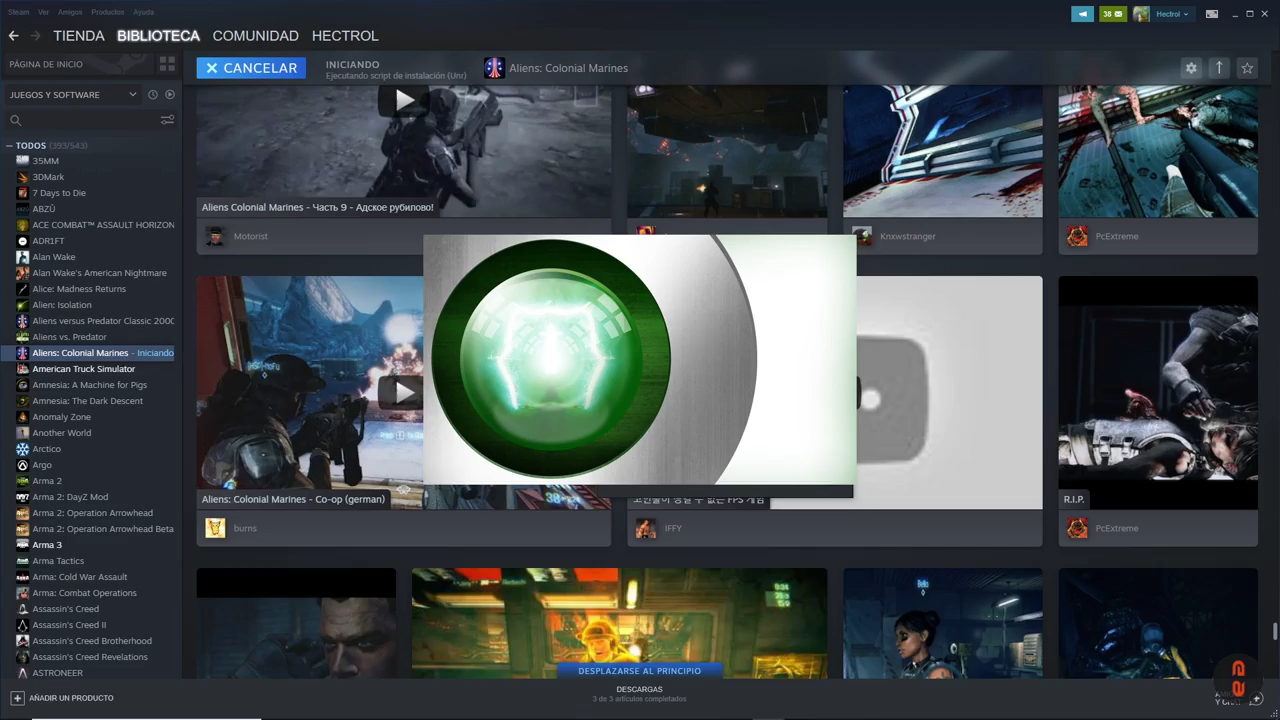 Steam Ver Amigos Productos Ayuda
38
Hectrol
TIENDA BIBLIOTECA COMUNIDAD HECTROL
PÁGINA DE INICIO
CANCELAR
INICIANDO
Ejecutando script de instalación (Unr)
Aliens: Colonial Marines
JUEGOS Y SOFTWARE
TODOS (393/543)
35MM
3DMark
7 Days to Die
ABZÛ
ACE COMBAT™ ASSAULT HORIZON
ADR1FT
Alan Wake
Alan Wake's American Nightmare
Alice: Madness Returns
Alien: Isolation
Aliens versus Predator Classic 2000
Aliens vs. Predator
Aliens: Colonial Marines - Iniciando
American Truck Simulator
Amnesia: A Machine for Pigs
Amnesia: The Dark Descent
Anomaly Zone
Another World
Arctico
Argo
Arma 2
Arma 2: DayZ Mod
Arma 2: Operation Arrowhead
Arma 2: Operation Arrowhead Beta
Arma 3
Arma Tactics
Arma: Cold War Assault
Arma: Combat Operations
Assassin's Creed
Assassin's Creed II
Assassin's Creed Brotherhood
Assassin's Creed Revelations
ASTRONEER
Aliens Colonial Marines - Часть 9 - Адское рубилово!
Motorist
Knxwstranger
PcExtreme
Aliens: Colonial Marines - Co-op (german)
burns
IFFY
R.I.P.
PcExtreme
DESPLAZARSE AL PRINCIPIO
AÑADIR UN PRODUCTO
DESCARGAS
3 de 3 artículos completados
Y CHAT